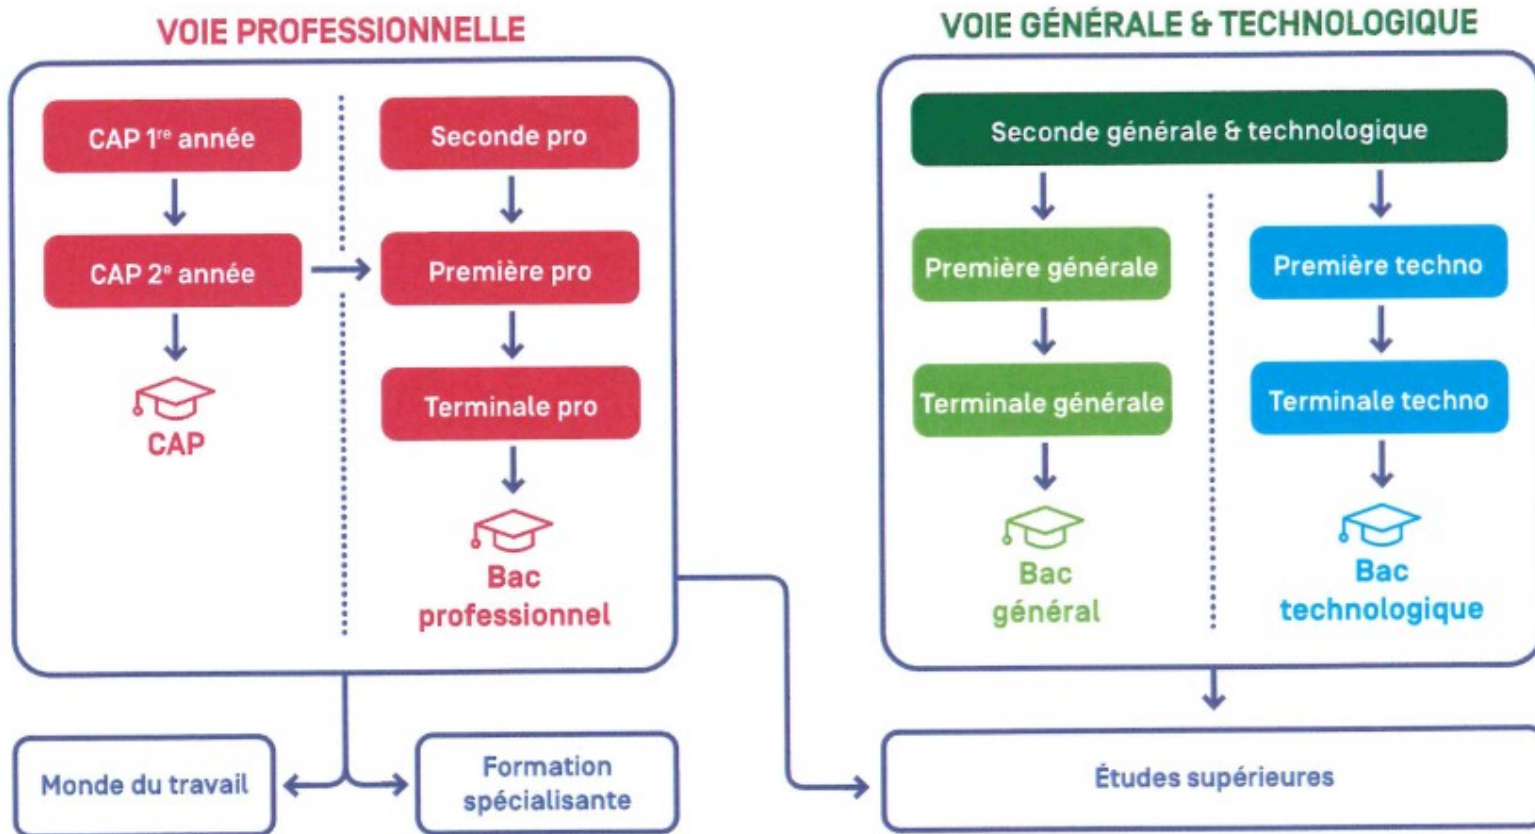 VOIE PROFESSIONNELLE
CAP 1re année
Seconde pro
CAP 2e année
Première pro
CAP
Terminale pro
Bac
professionnel
Monde du travail
Formation
spécialisante
VOIE GÉNÉRALE & TECHNOLOGIQUE
Seconde générale & technologique
Première générale
Première techno
Terminale générale
Terminale techno
Bac
général
Bac
technologique
Études supérieures